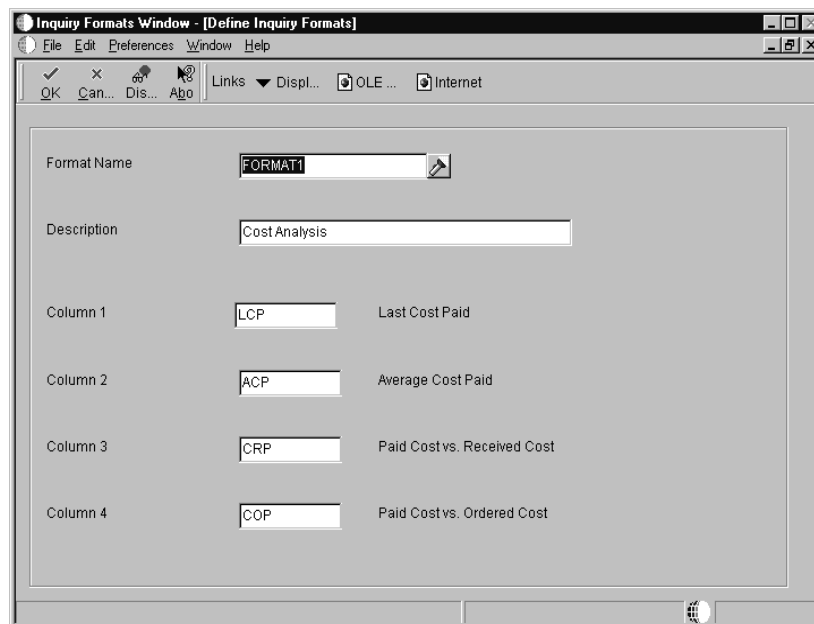 Inquiry Formats Window - [Define Inquiry Formats]
File Edit Preferences Window Help
OK Can... Dis... Abo Links Displ... OLE ... Internet
Format Name FORMAT1
Description Cost Analysis
Column 1 LCP Last Cost Paid
Column 2 ACP Average Cost Paid
Column 3 CRP Paid Cost vs. Received Cost
Column 4 COP Paid Cost vs. Ordered Cost